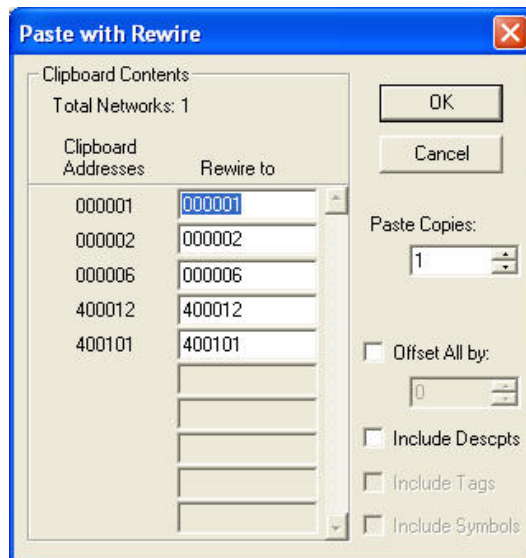 Paste with Rewire
Clipboard Contents
Total Networks: 1
Clipboard
Addresses Rewire to
000001 000001
000002 000002
000006 000006
400012 400012
400101 400101
OK
Cancel
Paste Copies:
1
Offset All by:
0
Include Descpts
Include Tags
Include Symbols